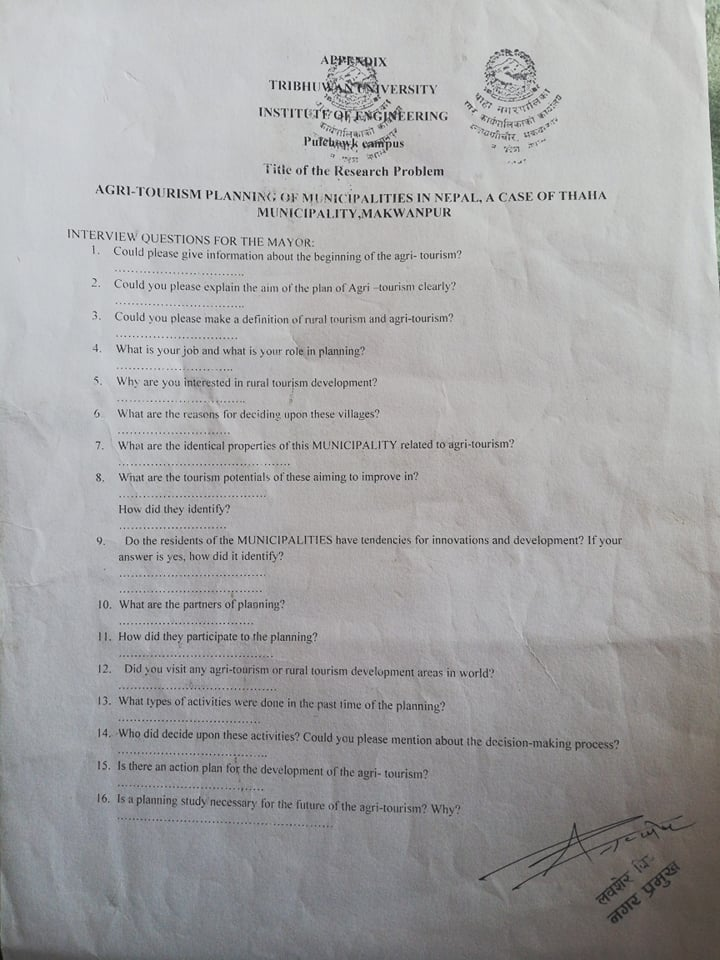 APPENDIX
TRIBHUWAN UNIVERSITY
INSTITUTE OF ENGINEERING
Pulchowk campus
थाहा नगरपालिका
नगर कार्यपालिकाको कार्यालय
Title of the Research Problem
AGRI-TOURISM PLANNING OF MUNICIPALITIES IN NEPAL, A CASE OF THAHA
MUNICIPALITY,MAKWANPUR
INTERVIEW QUESTIONS FOR THE MAYOR:
1. Could please give information about the beginning of the agri- tourism?
2. Could you please explain the aim of the plan of Agri –tourism clearly?
3. Could you please make a definition of rural tourism and agri-tourism?
4. What is your job and what is your role in planning?
5. Why are you interested in rural tourism development?
6. What are the reasons for deciding upon these villages?
7. What are the identical properties of this MUNICIPALITY related to agri-tourism?
8. What are the tourism potentials of these aiming to improve in?
How did they identify?
9. Do the residents of the MUNICIPALITIES have tendencies for innovations and development? If your
answer is yes, how did it identify?
10. What are the partners of planning?
11. How did they participate to the planning?
12. Did you visit any agri-tourism or rural tourism development areas in world?
13. What types of activities were done in the past time of the planning?
14. Who did decide upon these activities? Could you please mention about the decision-making process?
15. Is there an action plan for the development of the agri- tourism?
16. Is a planning study necessary for the future of the agri-tourism? Why?
लवशेर
नगर प्रमुख